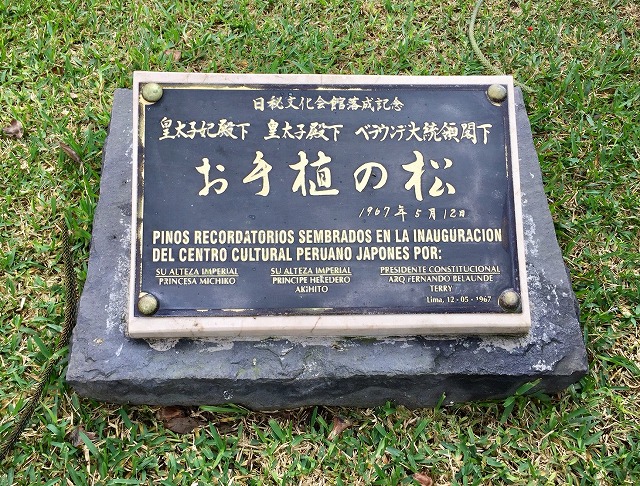 日秘文化会館落成記念
皇太子妃殿下 皇太子殿下 ベラウンデ大統領閣下
お手植の松
1967年5月12日
PINOS RECORDATORIOS SEMBRADOS EN LA INAUGURACION
DEL CENTRO CULTURAL PERUANO JAPONES POR:
SU ALTEZA IMPERIAL
PRINCESA MICHIKO
SU ALTEZA IMPERIAL
PRINCIPE HEREDERO
AKIHITO
PRESIDENTE CONSTITUCIONAL
ARQ FERNANDO BELAUNDE
TERRY
Lima, 12 - 05 - 1967